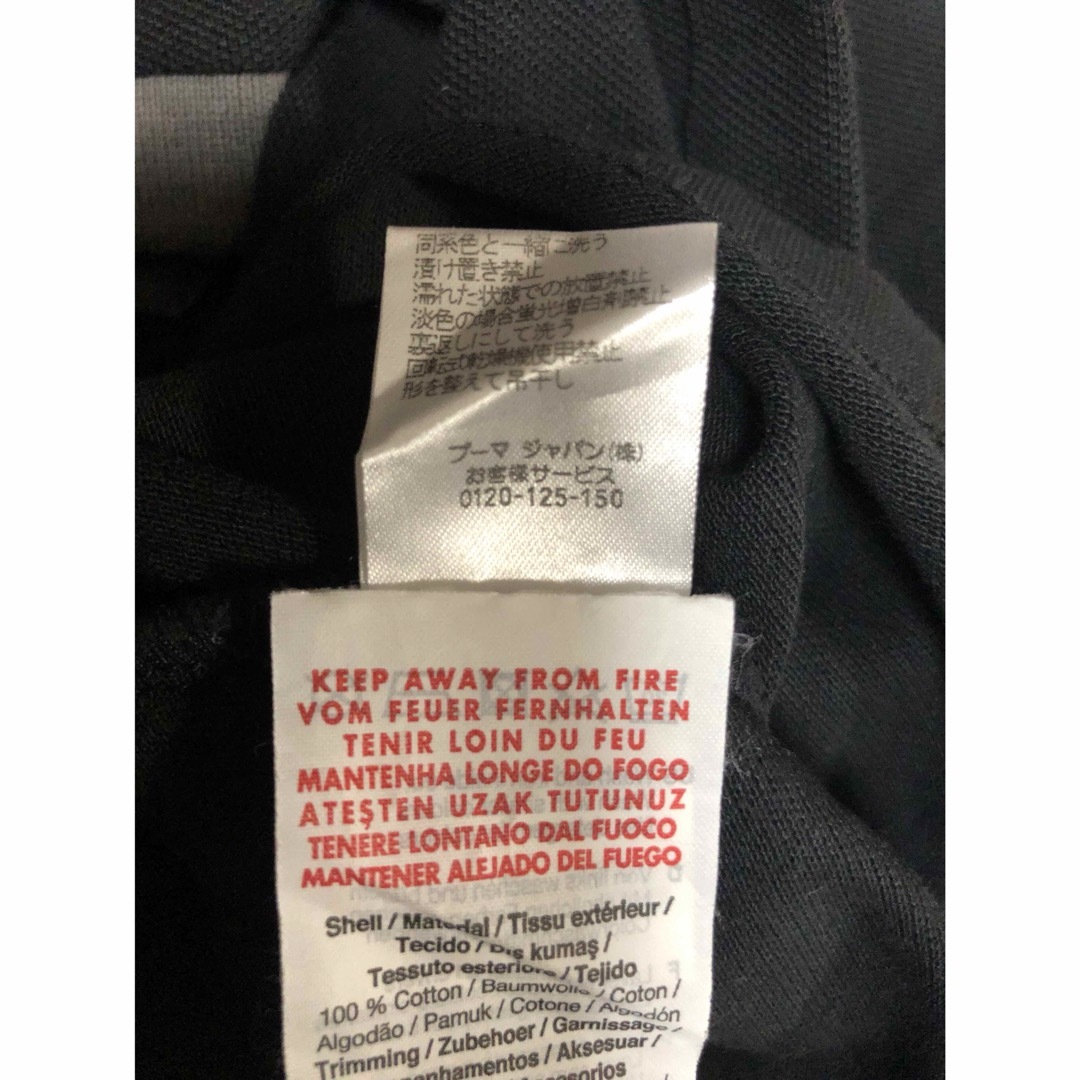 同系色と一緒に洗う
漬け置き禁止
濡れた状態での放置禁止
淡色の場合蛍光増白剤禁止
裏返しにして洗う
回転式乾燥機使用禁止
形を整えて吊干し
プーマ ジャパン(株)
お客様サービス
0120-125-150
KEEP AWAY FROM FIRE
VOM FEUER FERNHALTEN
TENIR LOIN DU FEU
MANTENHA LONGE DO FOGO
ATEŞTEN UZAK TUTUNUZ
TENERE LONTANO DAL FUOCO
MANTENER ALEJADO DEL FUEGO
Shell / Material / Tissu extérieur /
Tecido / Dış kumaş /
Tessuto esteriore / Tejido
100 % Cotton / Baumwolle / Coton /
Algodão / Pamuk / Cotone / Algodón
Trimming / Zubehoer / Garnissage /
/ Aksesuar /